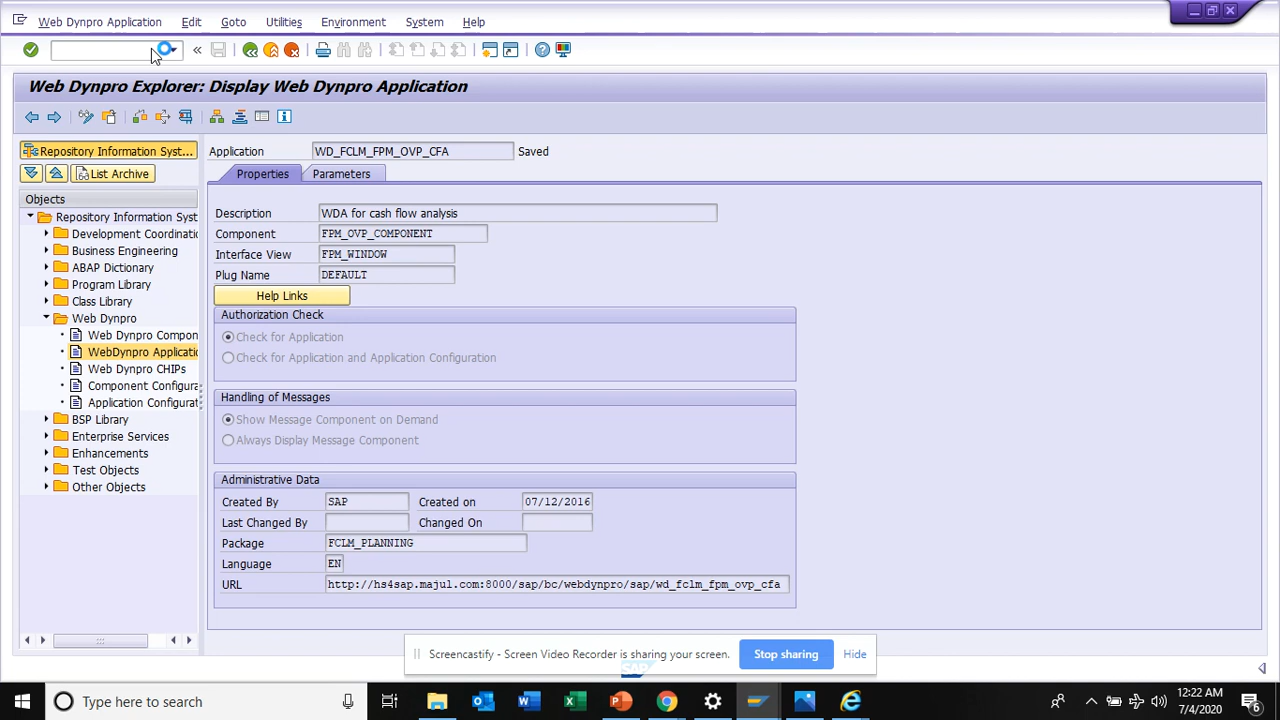 Web Dynpro Application Edit Goto Utilities Environment System Help
Web Dynpro Explorer: Display Web Dynpro Application
Repository Information Syst...
List Archive
Objects
Repository Information Syst
Development Coordinatio
Business Engineering
ABAP Dictionary
Program Library
Class Library
Web Dynpro
Web Dynpro Compon
WebDynpro Applicatio
Web Dynpro CHIPs
Component Configura
Application Configurat
BSP Library
Enterprise Services
Enhancements
Test Objects
Other Objects
Application WD_FCLM_FPM_OVP_CFA Saved
Properties Parameters
Description WDA for cash flow analysis
Component FPM_OVP_COMPONENT
Interface View FPM_WINDOW
Plug Name DEFAULT
Help Links
Authorization Check
Check for Application
Check for Application and Application Configuration
Handling of Messages
Show Message Component on Demand
Always Display Message Component
Administrative Data
Created By SAP Created on 07/12/2016
Last Changed By Changed On
Package FCLM_PLANNING
Language EN
URL http://hs4sap.majul.com:8000/sap/bc/webdynpro/sap/wd_fclm_fpm_ovp_cfa
Screencastify - Screen Video Recorder is sharing your screen. Stop sharing Hide
SAP
Type here to search
12:22 AM
7/4/2020
6